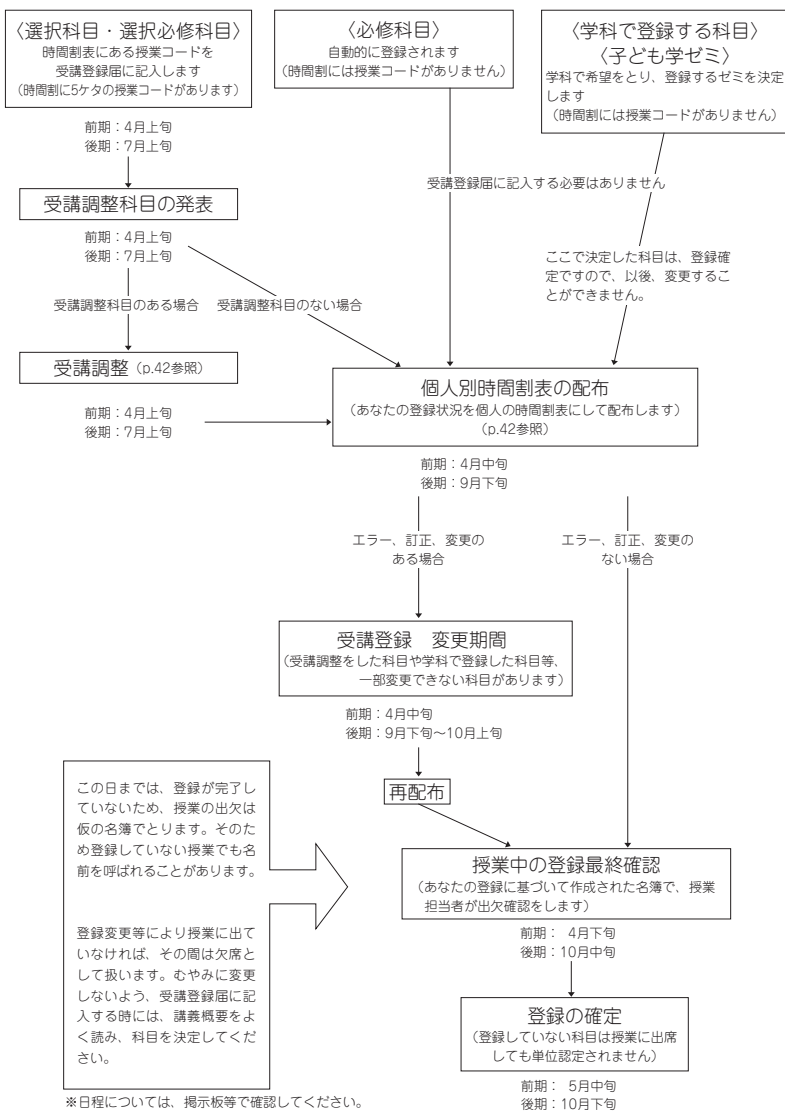 〈選択科目・選択必修科目〉
時間割表にある授業コードを
受講登録届に記入します
（時間割に5ケタの授業コードがあります）
前期：4月上旬
後期：7月上旬
〈必修科目〉
自動的に登録されます
（時間割には授業コードがありません）
〈学科で登録する科目〉
〈子ども学ゼミ〉
学科で希望をとり、登録するゼミを決定
します
（時間割には授業コードがありません）
受講登録届に記入する必要はありません
受講調整科目の発表
前期：4月上旬
後期：7月上旬
ここで決定した科目は、登録確
定ですので、以後、変更するこ
とができません。
受講調整科目のある場合
受講調整科目のない場合
受講調整（p.42参照）
前期：4月上旬
後期：7月上旬
個人別時間割表の配布
（あなたの登録状況を個人の時間割表にして配布します）
（p.42参照）
前期：4月中旬
後期：9月下旬
エラー、訂正、変更の
ある場合
エラー、訂正、変更の
ない場合
受講登録　変更期間
（受講調整をした科目や学科で登録した科目等、
一部変更できない科目があります）
前期：4月中旬
後期：9月下旬～10月上旬
再配布
この日までは、登録が完了し
ていないため、授業の出欠は
仮の名簿でとります。そのた
め登録していない授業でも名
前を呼ばれることがあります。
登録変更等により授業に出て
いなければ、その間は欠席と
して扱います。むやみに変更
しないよう、受講登録届に記
入する時には、講義概要をよ
く読み、科目を決定してくだ
さい。
授業中の登録最終確認
（あなたの登録に基づいて作成された名簿で、授業
担当者が出欠確認をします）
前期：　4月下旬
後期：10月中旬
登録の確定
（登録していない科目は授業に出席
しても単位認定されません）
前期：　5月中旬
後期：10月下旬
※日程については、掲示板等で確認してください。